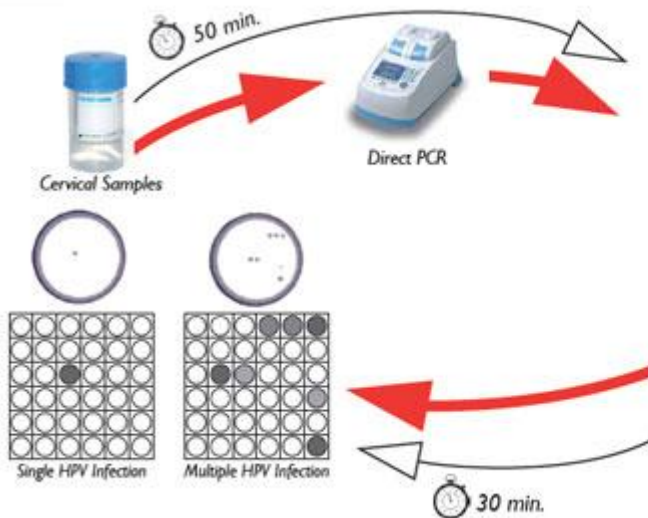 50 min.
Cervical Samples
Direct PCR
Single HPV Infection
Multiple HPV Infection
30 min.